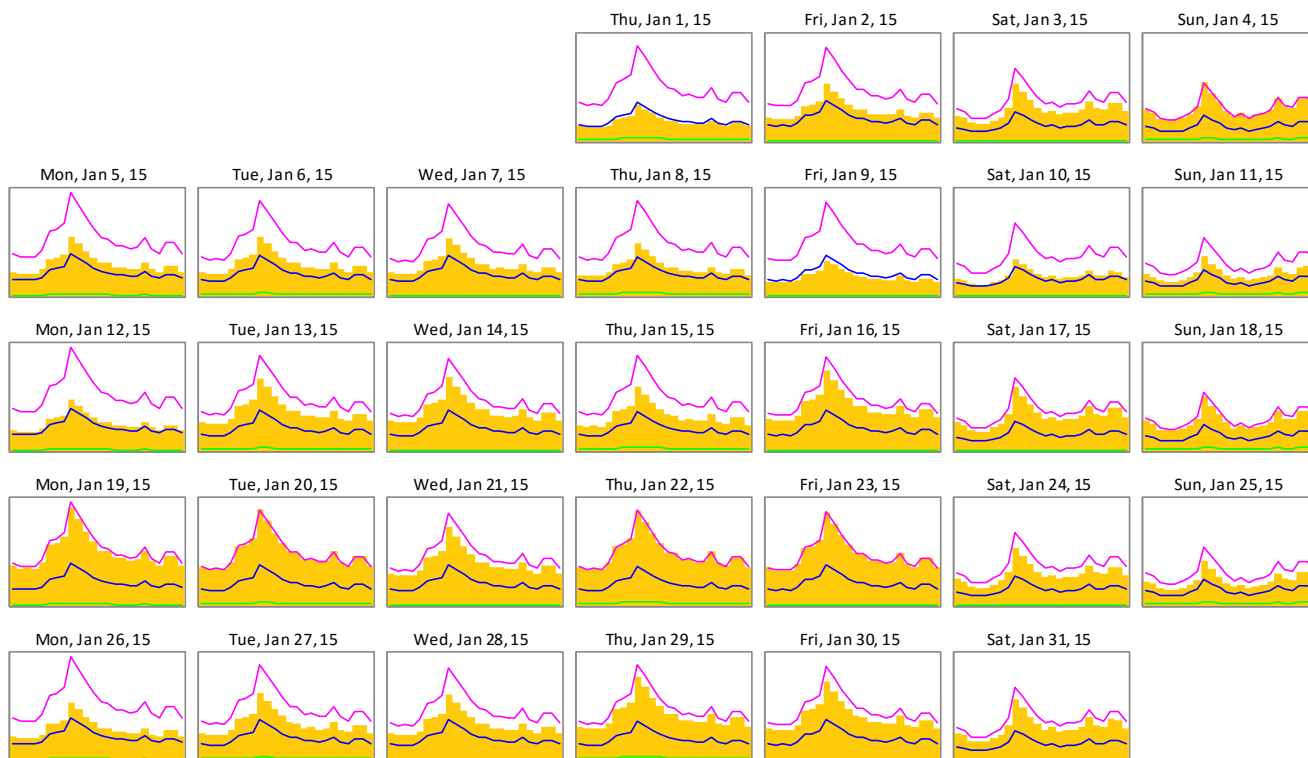 Thu, Jan 1, 15 Fri, Jan 2, 15 Sat, Jan 3, 15 Sun, Jan 4, 15
Mon, Jan 5, 15 Tue, Jan 6, 15 Wed, Jan 7, 15 Thu, Jan 8, 15 Fri, Jan 9, 15 Sat, Jan 10, 15 Sun, Jan 11, 15
Mon, Jan 12, 15 Tue, Jan 13, 15 Wed, Jan 14, 15 Thu, Jan 15, 15 Fri, Jan 16, 15 Sat, Jan 17, 15 Sun, Jan 18, 15
Mon, Jan 19, 15 Tue, Jan 20, 15 Wed, Jan 21, 15 Thu, Jan 22, 15 Fri, Jan 23, 15 Sat, Jan 24, 15 Sun, Jan 25, 15
Mon, Jan 26, 15 Tue, Jan 27, 15 Wed, Jan 28, 15 Thu, Jan 29, 15 Fri, Jan 30, 15 Sat, Jan 31, 15